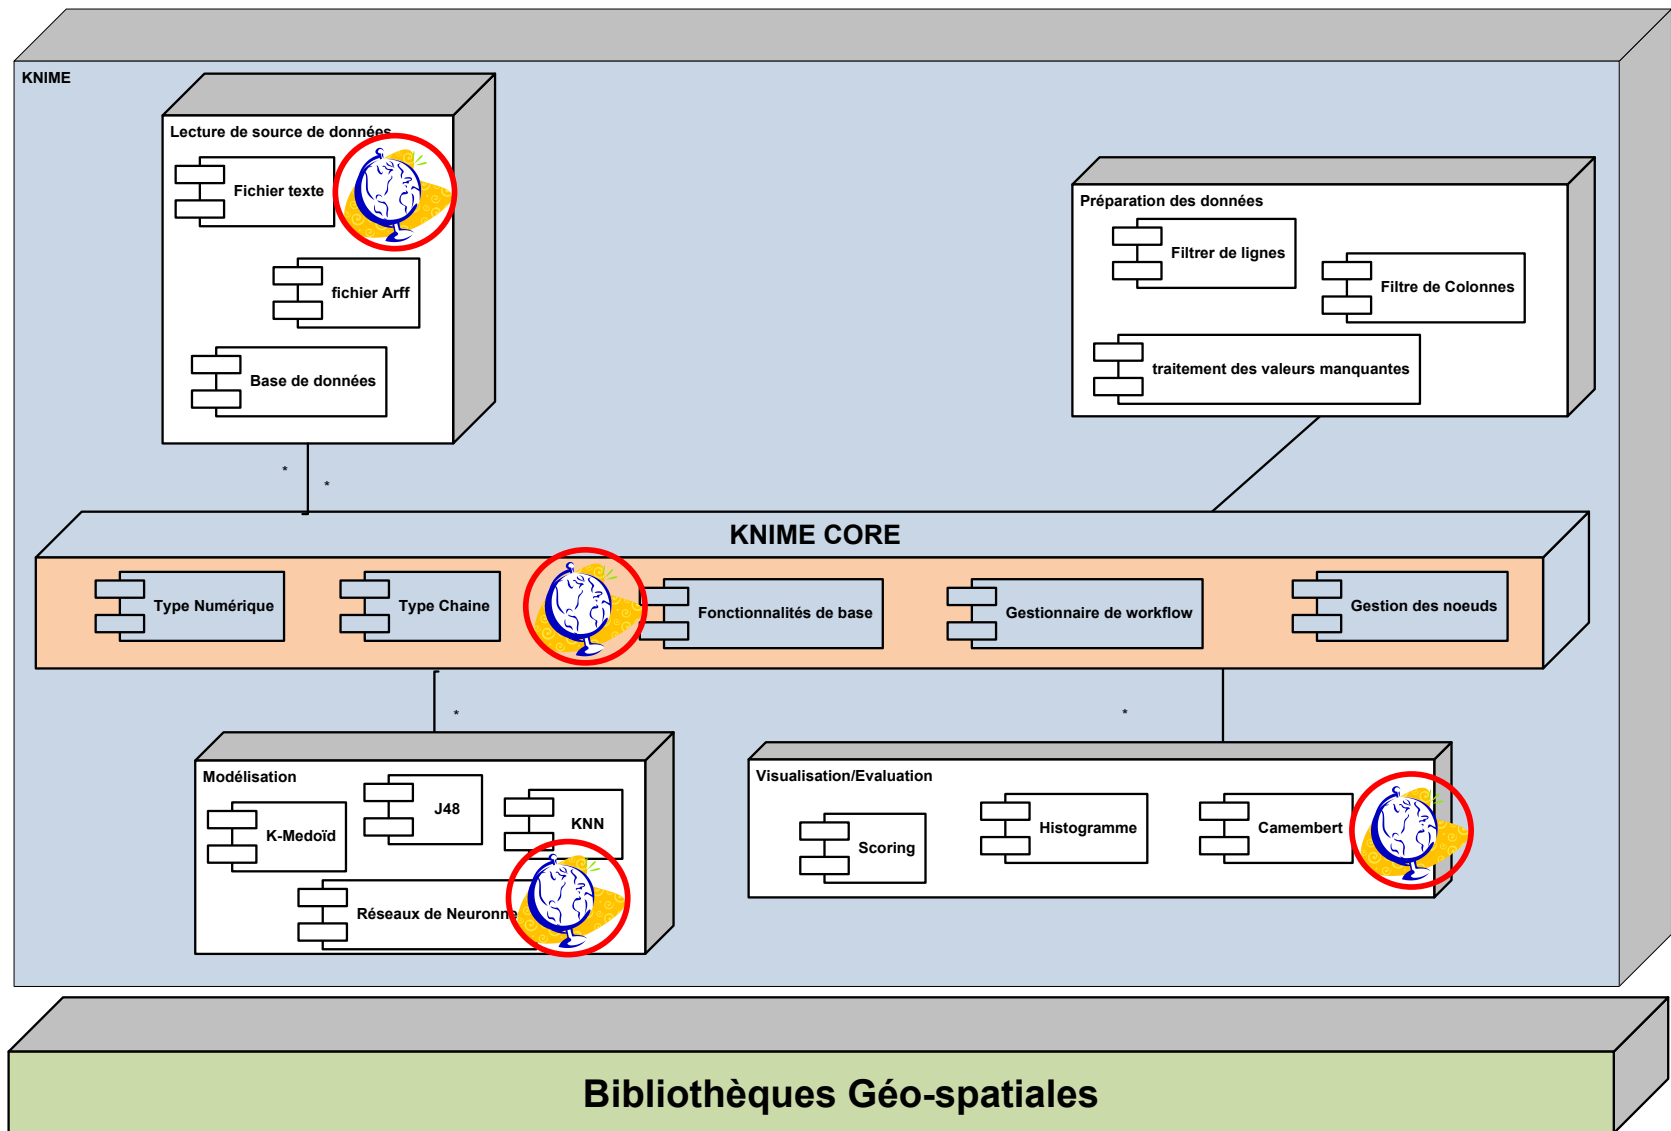 KNIME
Lecture de source de données
Fichier texte
fichier Arff
Base de données
Préparation des données
Filtrer de lignes
Filtre de Colonnes
traitement des valeurs manquantes
*
*
KNIME CORE
Type Numérique
Type Chaine
Fonctionnalités de base
Gestionnaire de workflow
Gestion des noeuds
*
*
Modélisation
J48
K-Medoïd
KNN
Réseaux de Neuronne
Visualisation/Evaluation
Scoring
Histogramme
Camembert
Bibliothèques Géo-spatiales